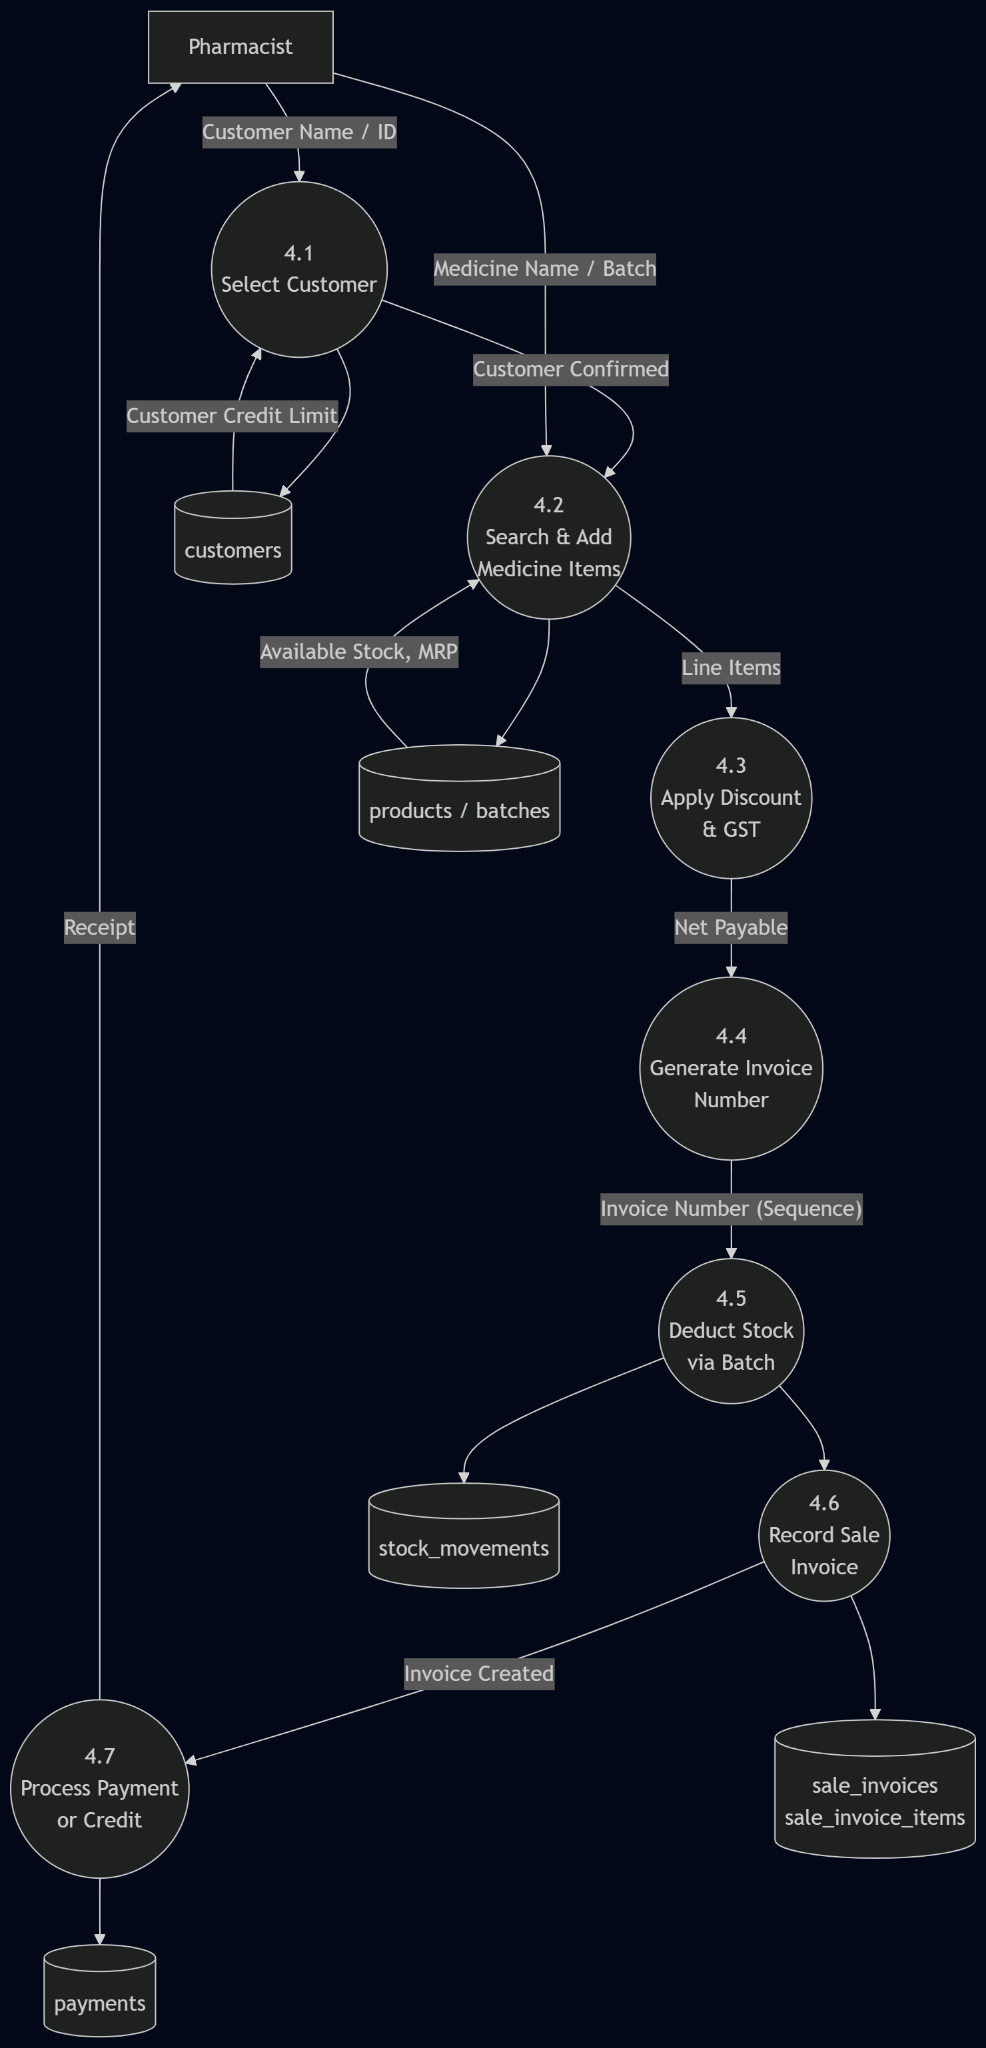 Pharmacist
Customer Name / ID
4.1
Select Customer
Medicine Name / Batch
Customer Confirmed
Customer Credit Limit
customers
4.2
Search & Add
Medicine Items
Available Stock, MRP
Line Items
products / batches
4.3
Apply Discount
& GST
Receipt
Net Payable
4.4
Generate Invoice
Number
Invoice Number (Sequence)
4.5
Deduct Stock
via Batch
stock_movements
4.6
Record Sale
Invoice
Invoice Created
4.7
Process Payment
or Credit
sale_invoices
sale_invoice_items
payments